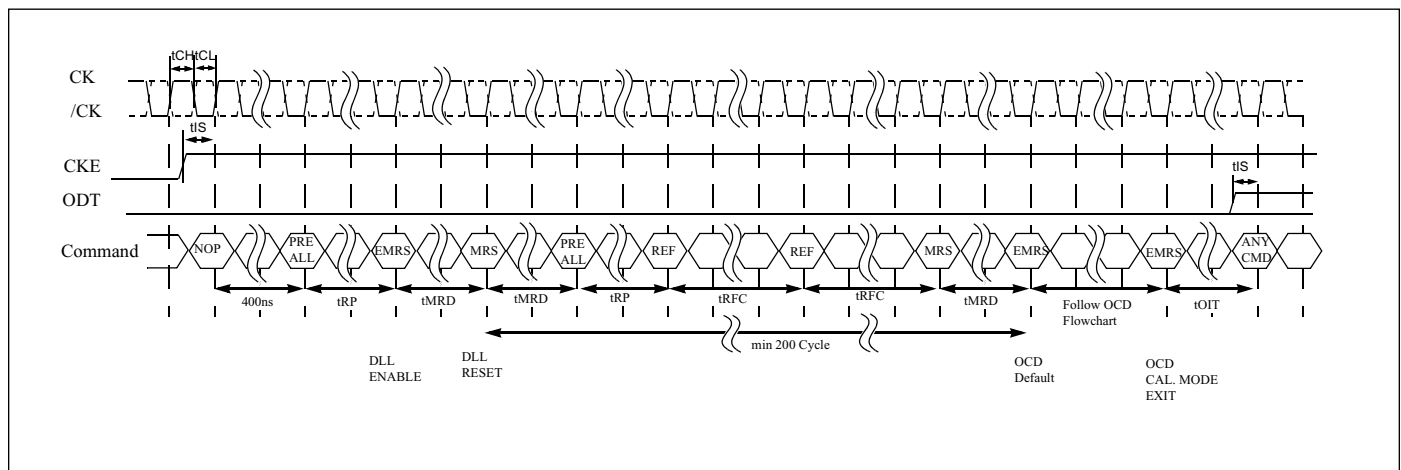 tCH tCL
CK
/CK
tIS
CKE
tIS
ODT
Command
NOP
PRE
ALL
EMRS
MRS
PRE
ALL
REF
REF
MRS
EMRS
EMRS
ANY
CMD
400ns
tRP
tMRD
tMRD
tRP
tRFC
tRFC
tMRD
Follow OCD
Flowchart
tOIT
min 200 Cycle
DLL
ENABLE
DLL
RESET
OCD
Default
OCD
CAL. MODE
EXIT